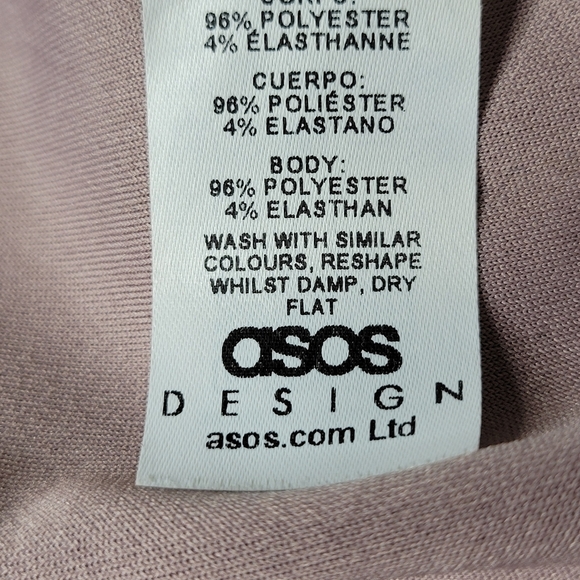 CORPS:
96% POLYESTER
4% ÉLASTHANNE
CUERPO:
96% POLIÉSTER
4% ELASTANO
BODY:
96% POLYESTER
4% ELASTHAN
WASH WITH SIMILAR
COLOURS, RESHAPE
WHILST DAMP, DRY
FLAT
asos
DESIGN
asos.com Ltd